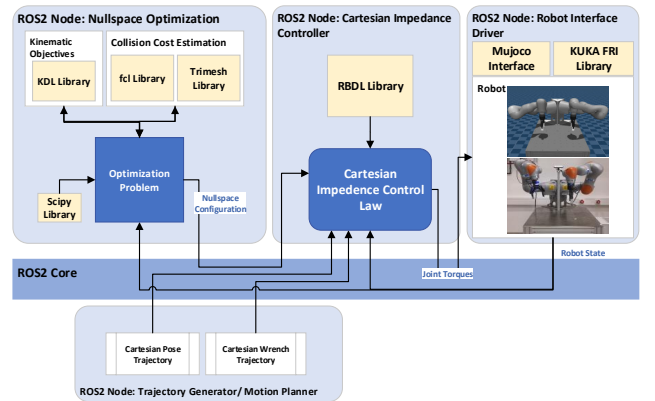 ROS2 Node: Nullspace Optimization
Kinematic
Objectives
Collision Cost Estimation
KDL Library
fcl Library
Trimesh
Library
Optimization
Problem
Scipy
Library
Nullspace
Configuration
ROS2 Node: Cartesian Impedance
Controller
RBDL Library
Cartesian
Impedence Control
Law
ROS2 Node: Robot Interface
Driver
Mujoco
Interface
KUKA FRI
Library
Robot
Robot State
ROS2 Core
Joint Torques
Cartesian Pose
Trajectory
Cartesian Wrench
Trajectory
ROS2 Node: Trajectory Generator/ Motion Planner